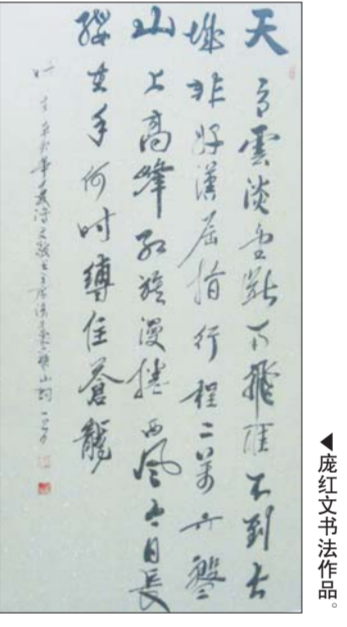 天高雲淡望斷南飛雁不到長
城非好漢屈指行程二萬六盤
山上高峰紅旗漫捲西風今日長
纓在手何时縛住蒼龍
◀庞红文书法作品。